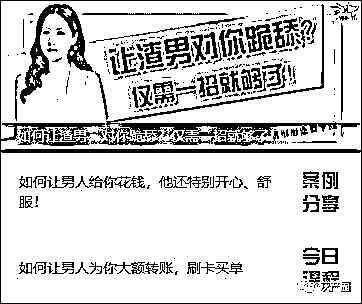 让渣男对你跪舔?
仅需一招就够了!
如何让渣男对你跪舔?仅需一招就够了
如何让男人给你花钱，他还特别开心、舒
服！
案例
分享
如何让男人为你大额转账，刷卡买单
今日
课程